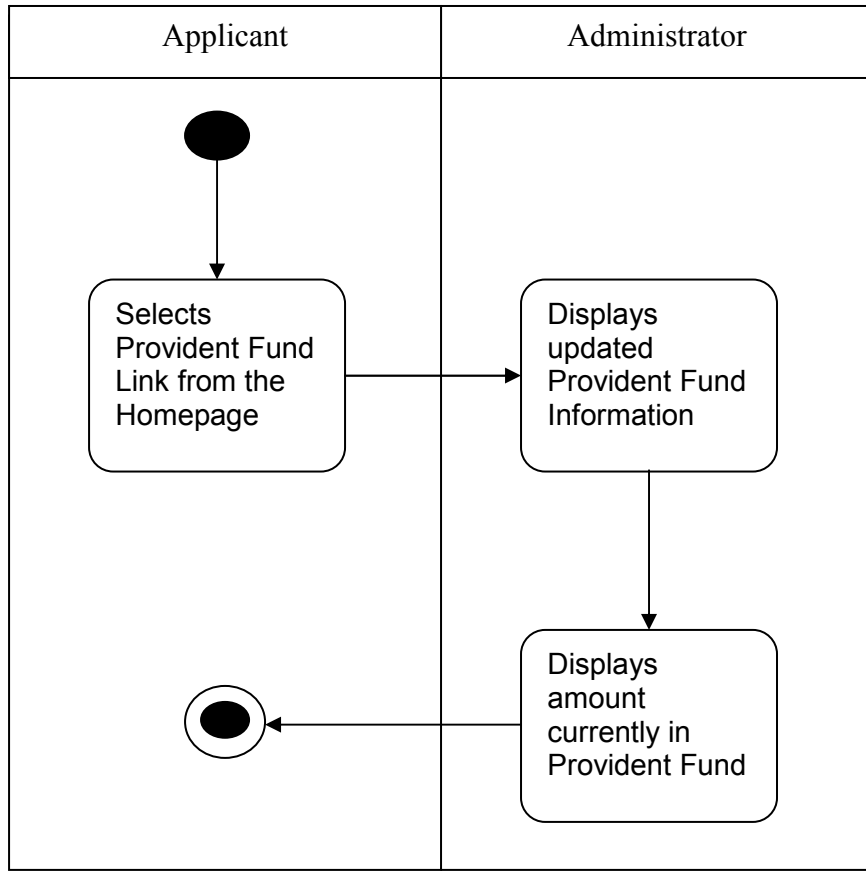 Applicant
Administrator
Selects
Provident Fund
Link from the
Homepage
Displays
updated
Provident Fund
Information
Displays
amount
currently in
Provident Fund